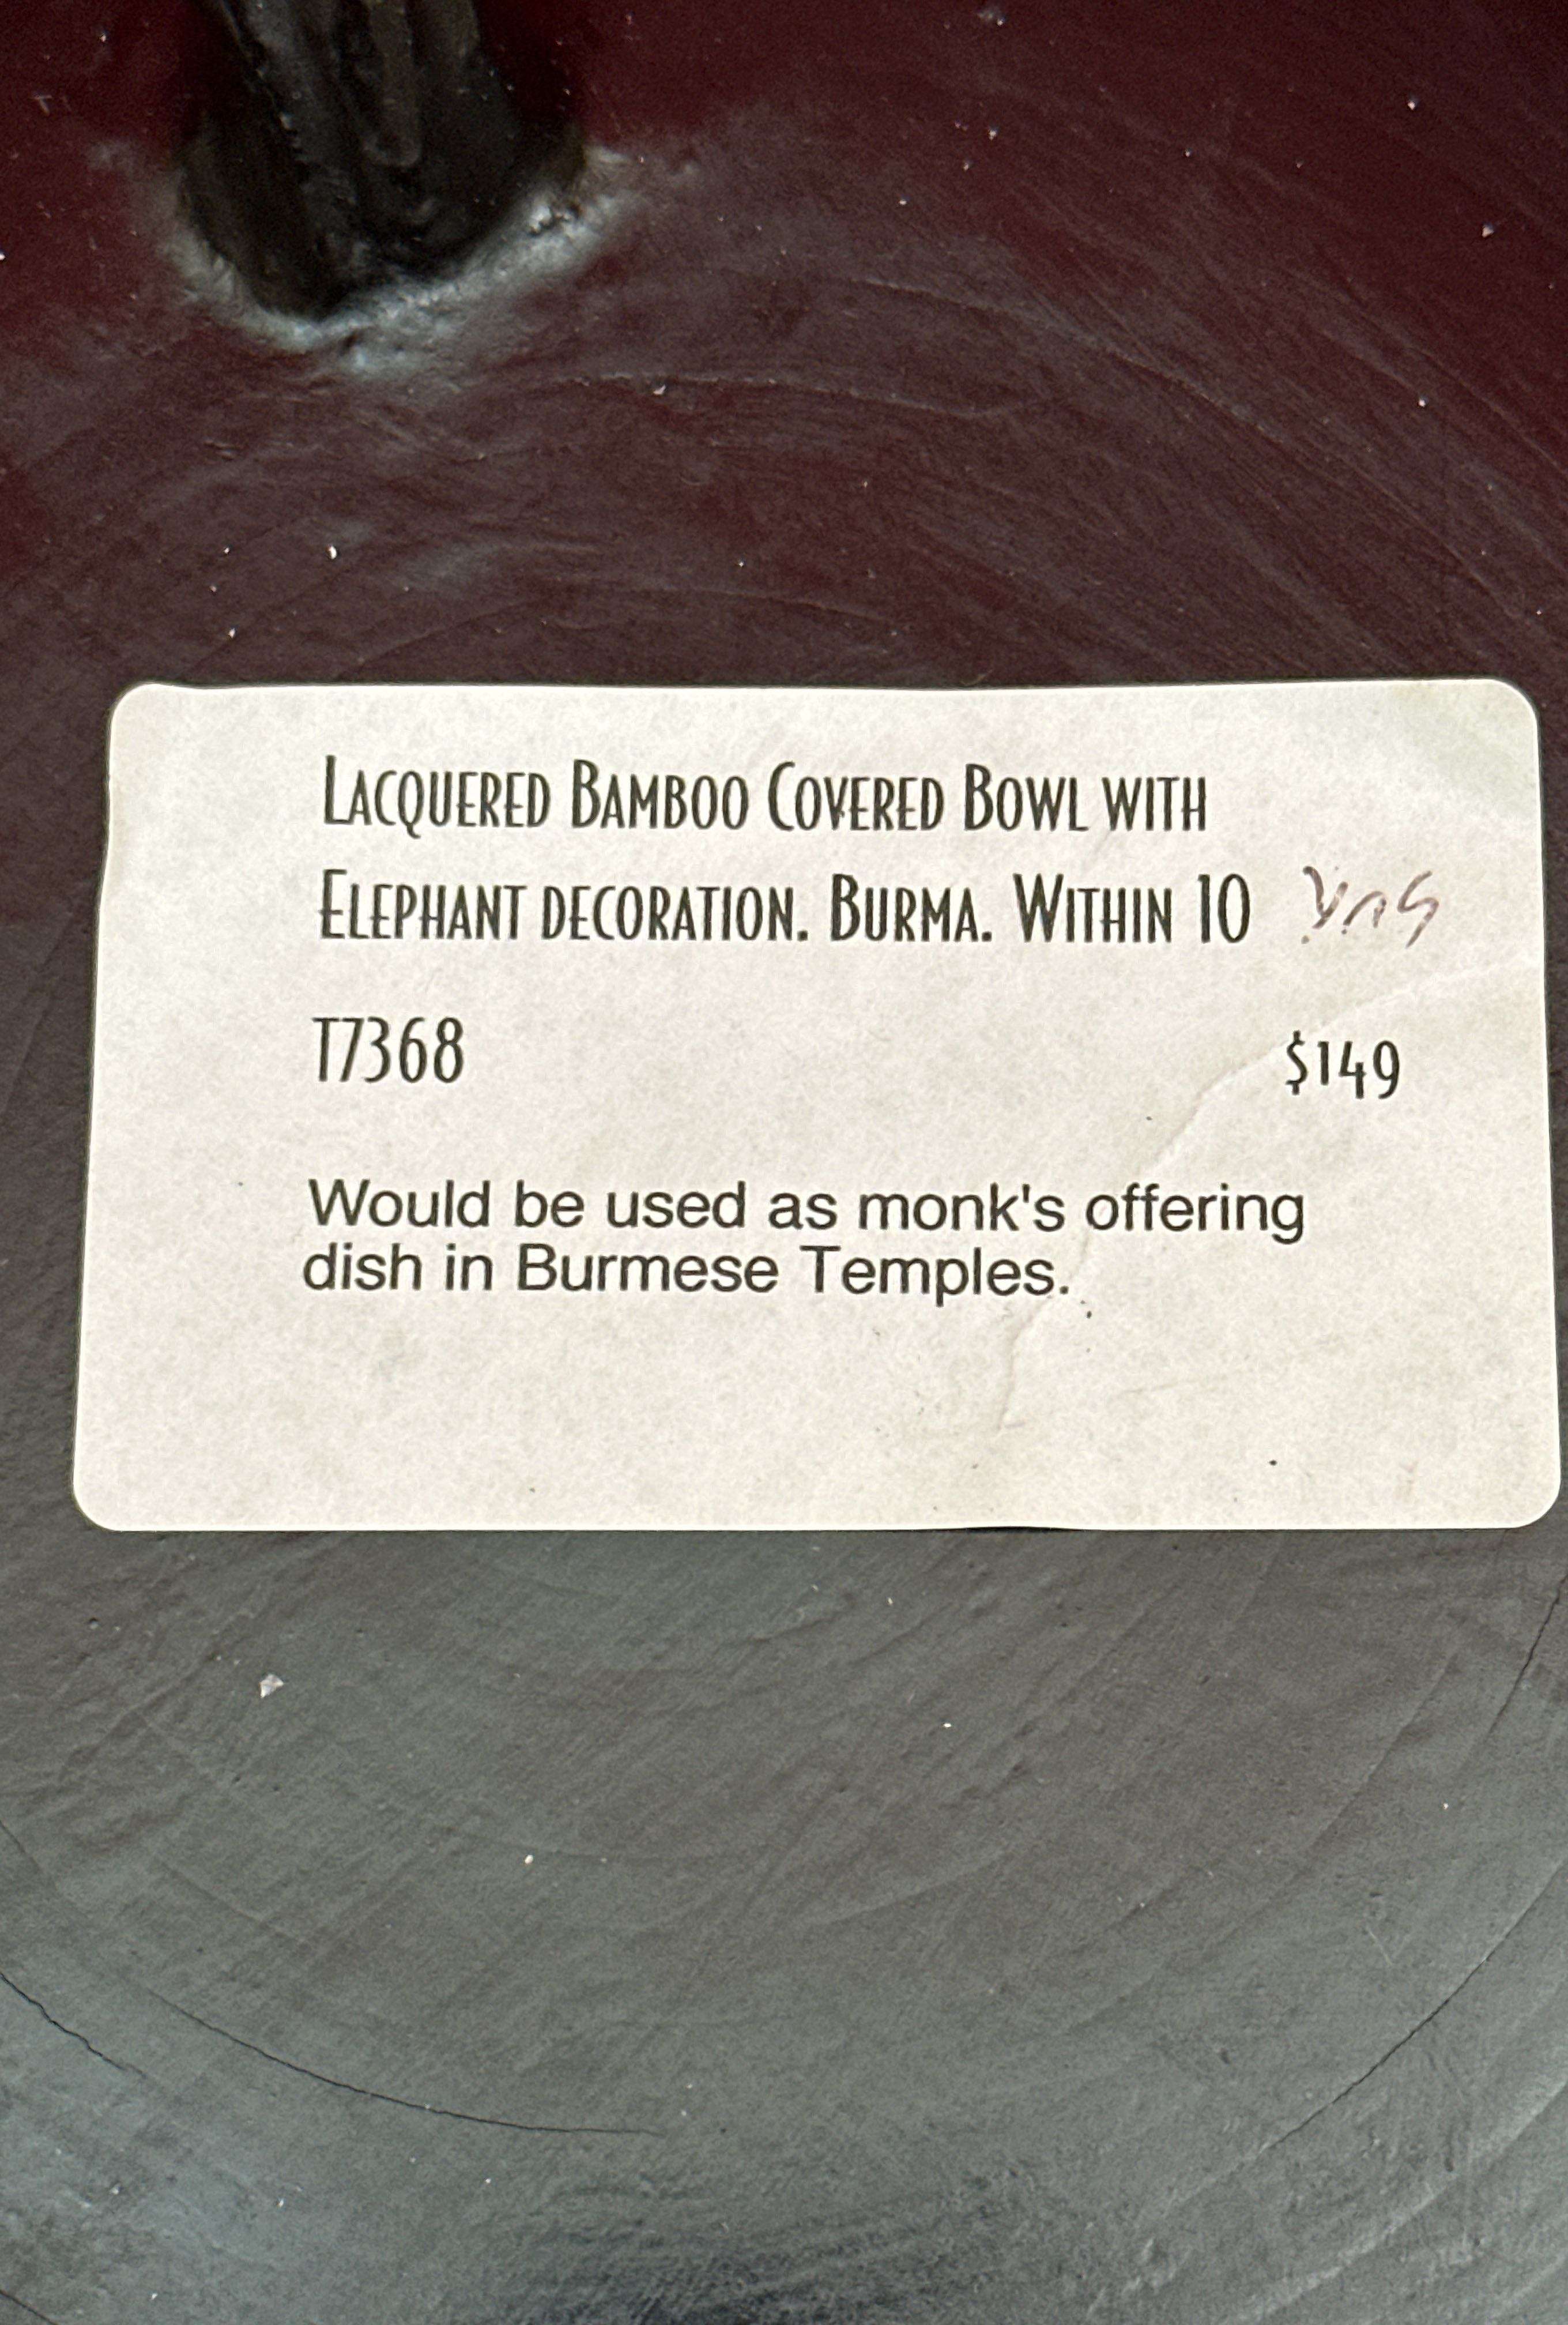 LACQUERED BAMBOO COVERED BOWL WITH
ELEPHANT DECORATION. BURMA. WITHIN 10 yrs
T7368 $149
Would be used as monk's offering
dish in Burmese Temples.